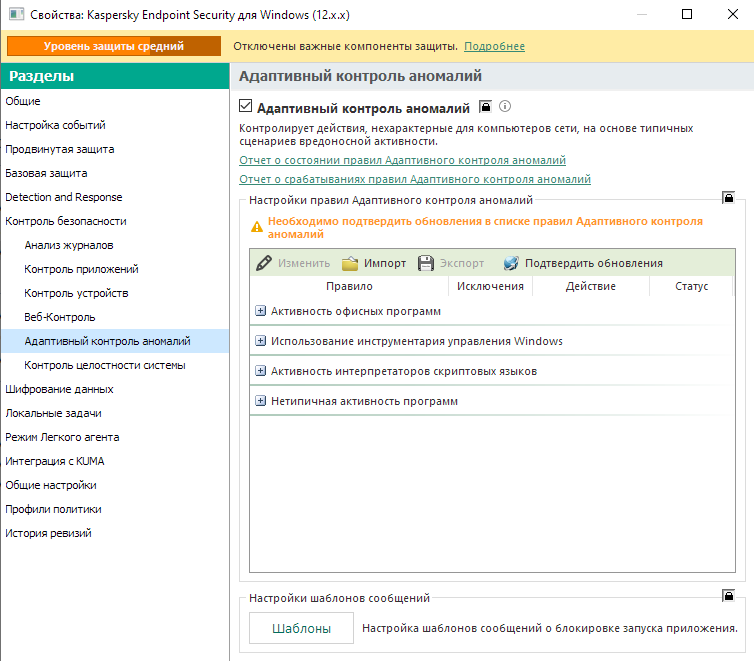 Свойства: Kaspersky Endpoint Security для Windows (12.x.x)
Уровень защиты средний
Отключены важные компоненты защиты. Подробнее
Разделы
Общие
Настройка событий
Продвинутая защита
Базовая защита
Detection and Response
Контроль безопасности
Анализ журналов
Контроль приложений
Контроль устройств
Веб-Контроль
Адаптивный контроль аномалий
Контроль целостности системы
Шифрование данных
Локальные задачи
Режим Легкого агента
Интеграция с KUMA
Общие настройки
Профили политики
История ревизий
Адаптивный контроль аномалий
Адаптивный контроль аномалий
Контролирует действия, нехарактерные для компьютеров сети, на основе типичных
сценариев вредоносной активности.
Отчет о состоянии правил Адаптивного контроля аномалий
Отчет о срабатываниях правил Адаптивного контроля аномалий
Настройки правил Адаптивного контроля аномалий
Необходимо подтвердить обновления в списке правил Адаптивного контроля
аномалий
Изменить Импорт Экспорт Подтвердить обновления
Правило Исключения Действие Статус
Активность офисных программ
Использование инструментария управления Windows
Активность интерпретаторов скриптовых языков
Нетипичная активность программ
Настройки шаблонов сообщений
Шаблоны Настройка шаблонов сообщений о блокировке запуска приложения.